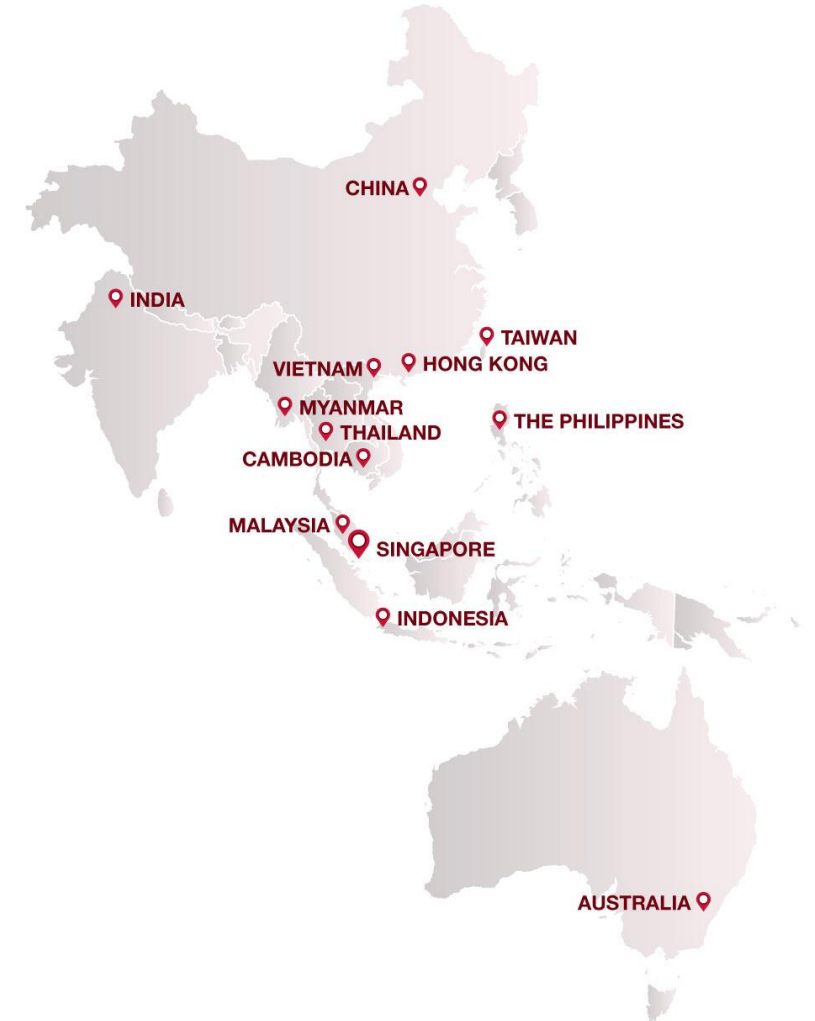 CHINA
INDIA
TAIWAN
HONG KONG
VIETNAM
MYANMAR
THE PHILIPPINES
THAILAND
CAMBODIA
MALAYSIA
SINGAPORE
INDONESIA
AUSTRALIA